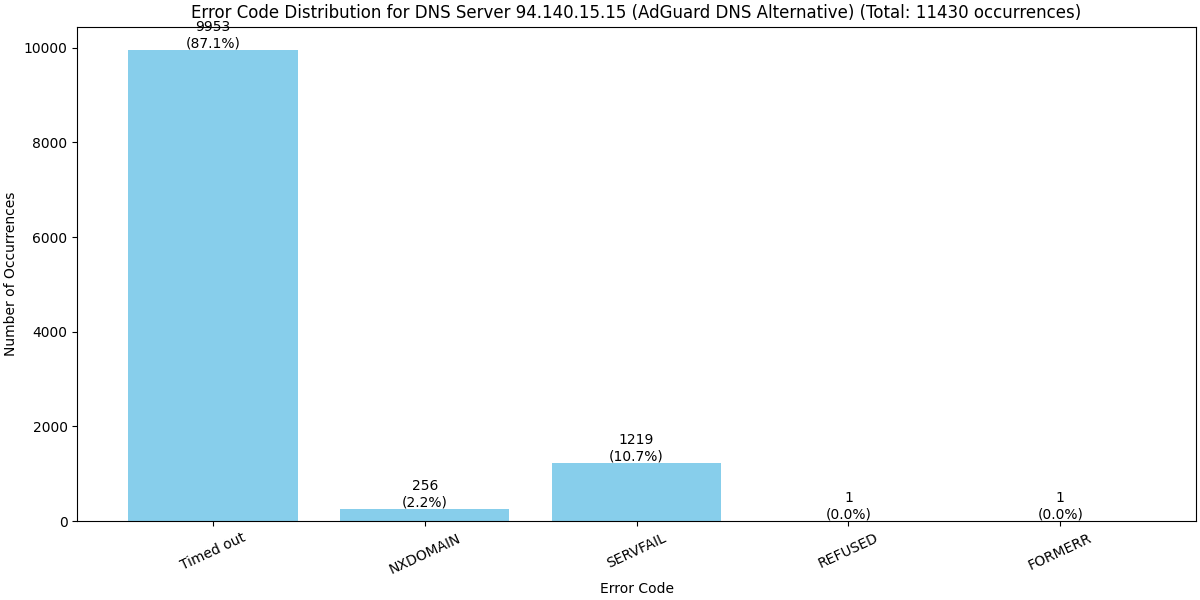 Error Code Distribution for DNS Server 94.140.15.15 (AdGuard DNS Alternative) (Total: 11430 occurrences)
9953
(87.1%)
10000
8000
6000
4000
2000
0
Number of Occurrences
256
(2.2%)
1219
(10.7%)
1
(0.0%)
1
(0.0%)
Timed out
NXDOMAIN
SERVFAIL
REFUSED
FORMERR
Error Code